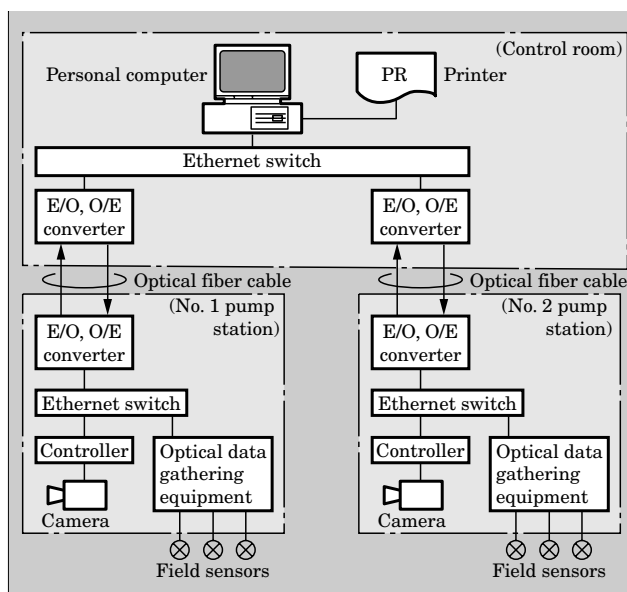 (Control room)
Personal computer
PR
Printer
Ethernet switch
E/O, O/E
converter
E/O, O/E
converter
Optical fiber cable
Optical fiber cable
(No. 1 pump
station)
E/O, O/E
converter
Ethernet switch
Controller
Optical data
gathering
equipment
Camera
Field sensors
(No. 2 pump
station)
E/O, O/E
converter
Ethernet switch
Controller
Optical data
gathering
equipment
Camera
Field sensors